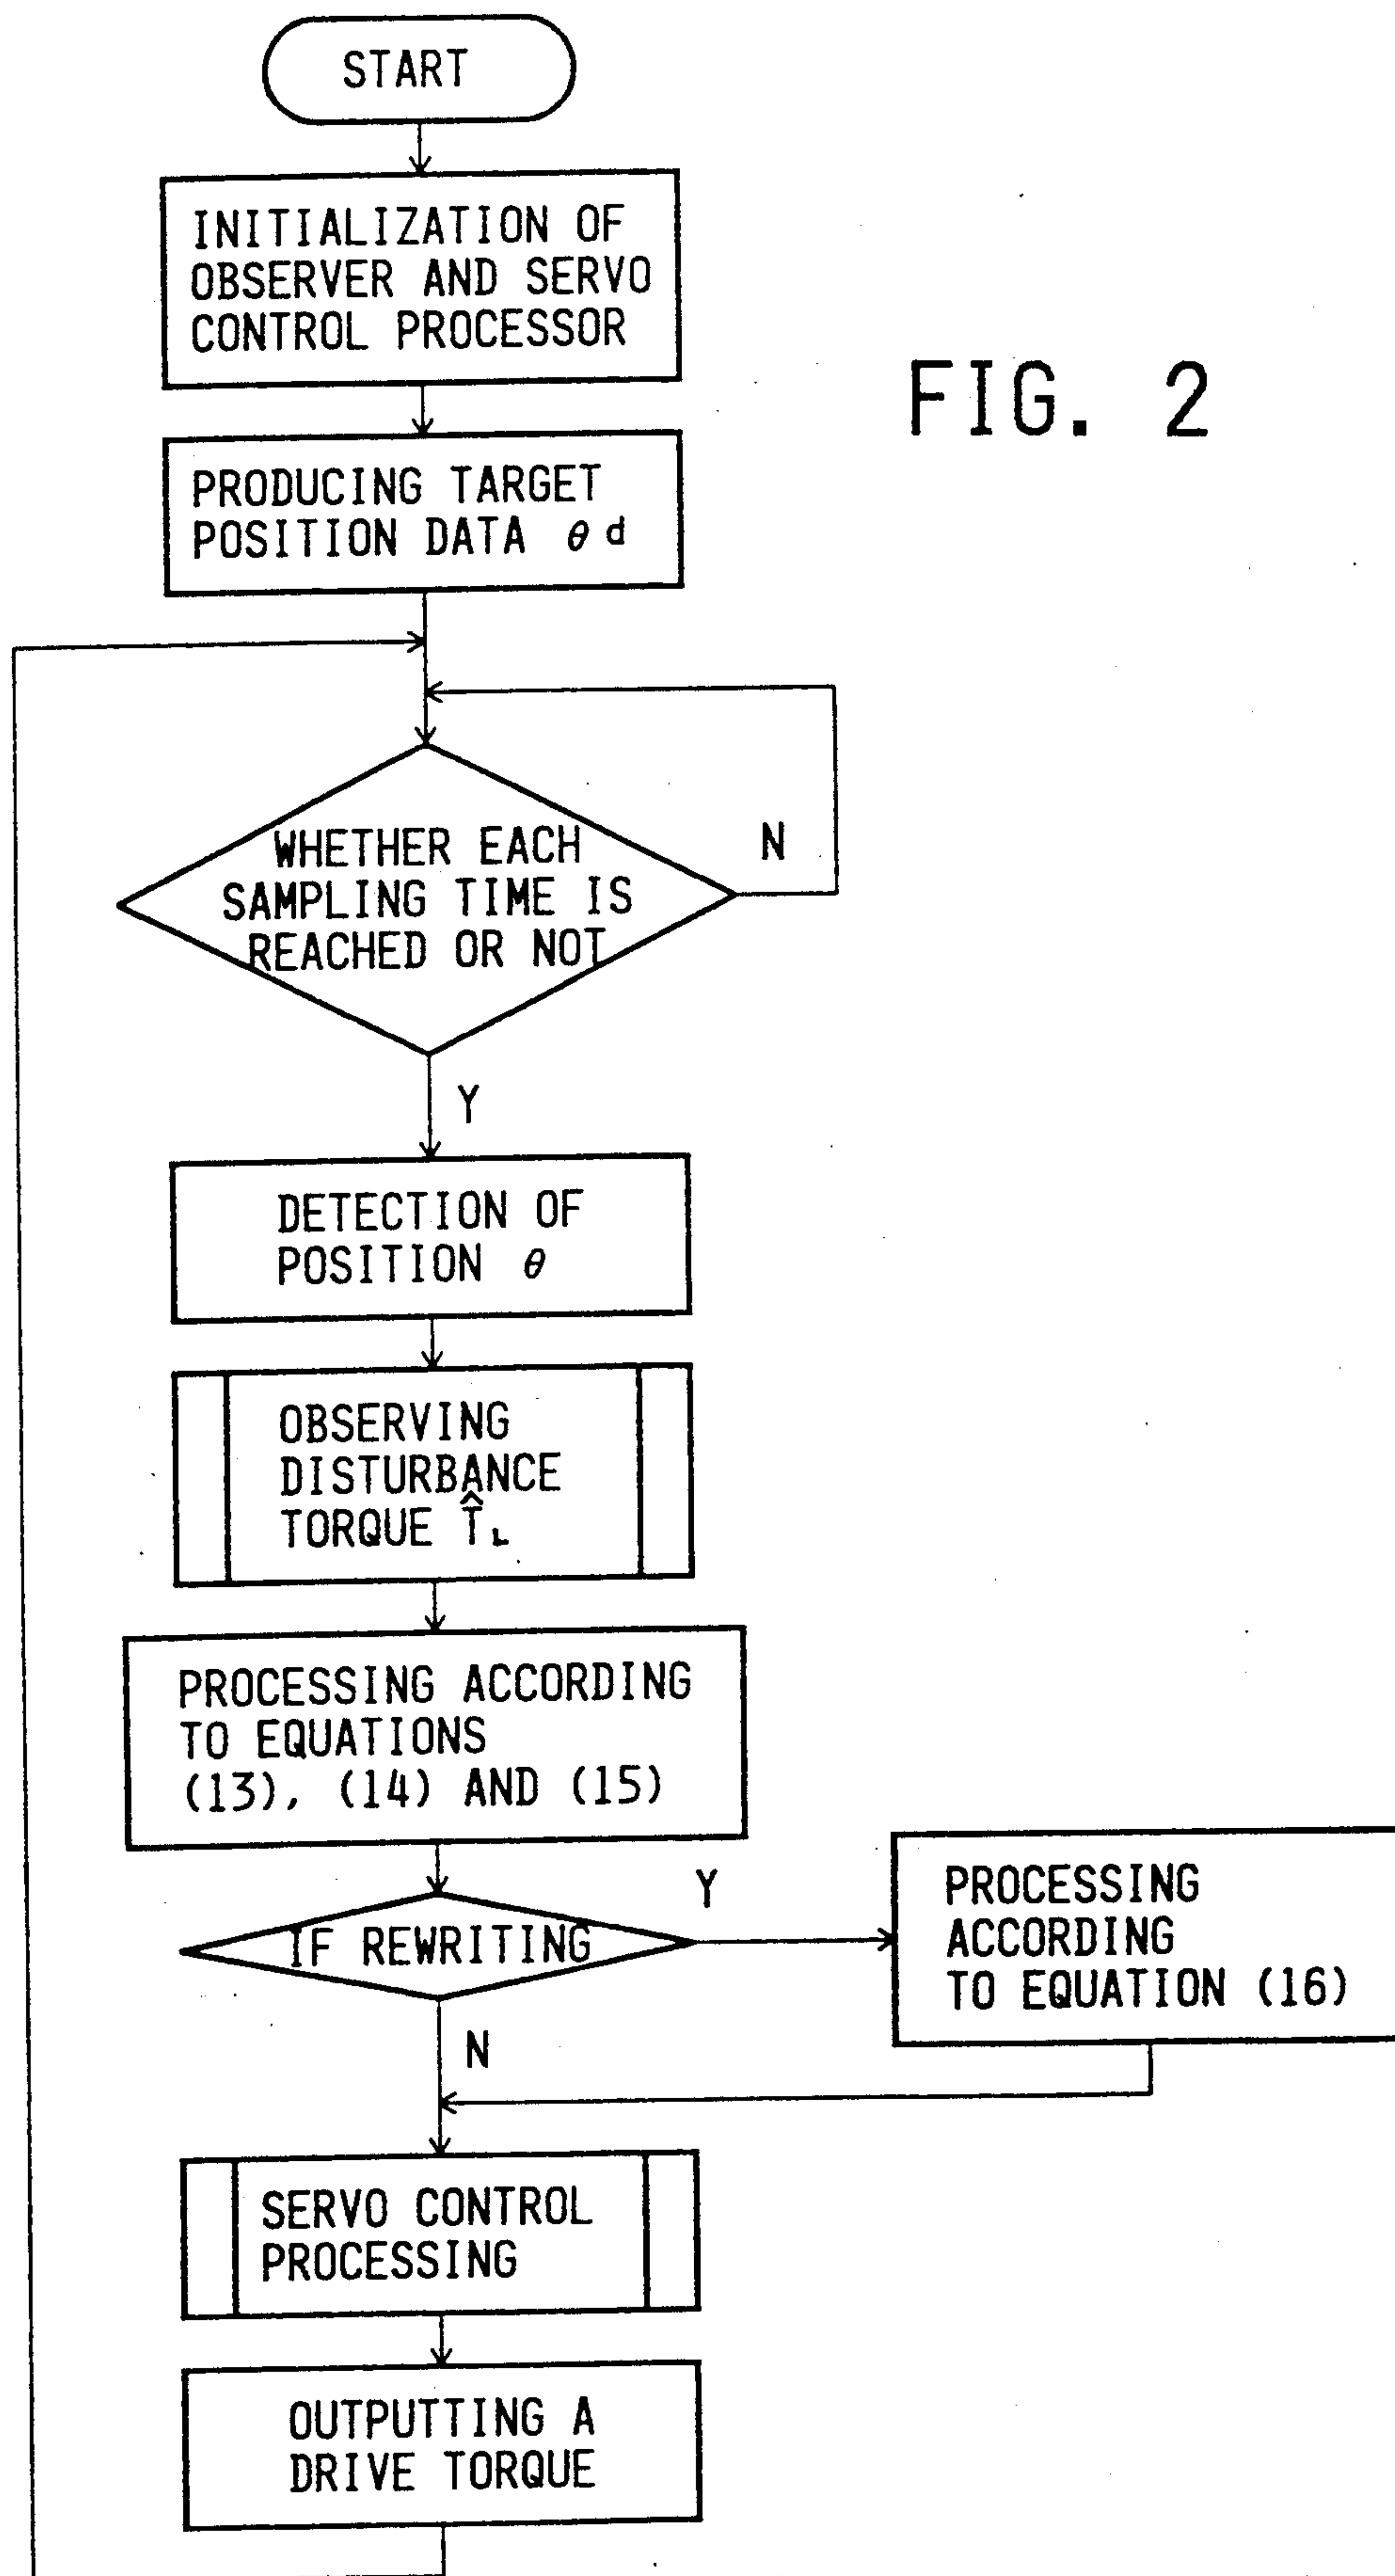 START
INITIALIZATION OF
OBSERVER AND SERVO
CONTROL PROCESSOR
FIG. 2
PRODUCING TARGET
POSITION DATA θd
WHETHER EACH
SAMPLING TIME IS
REACHED OR NOT
N
Y
DETECTION OF
POSITION θ
OBSERVING
DISTURBANCE
TORQUE T̂L
PROCESSING ACCORDING
TO EQUATIONS
(13), (14) AND (15)
IF REWRITING
Y
PROCESSING
ACCORDING
TO EQUATION (16)
N
SERVO CONTROL
PROCESSING
OUTPUTTING A
DRIVE TORQUE